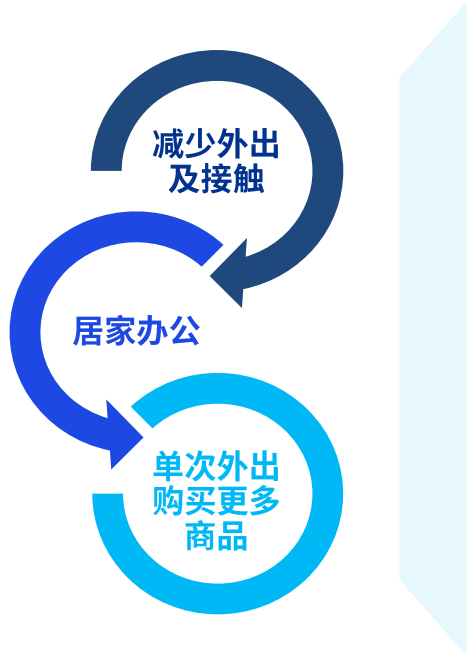 减少外出
及接触
居家办公
单次外出
购买更多
商品